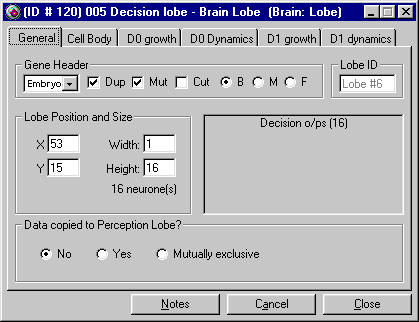 (ID # 120) 005 Decision lobe - Brain Lobe (Brain: Lobe)
General Cell Body D0 growth D0 Dynamics D1 growth D1 dynamics
Gene Header Lobe ID
Embryo Dup Mut Cut B M F Lobe #6
Lobe Position and Size
Decision o/ps (16)
X 53 Width: 1
Y 15 Height: 16
16 neurone(s)
Data copied to Perception Lobe?
No Yes Mutually exclusive
Notes Cancel Close